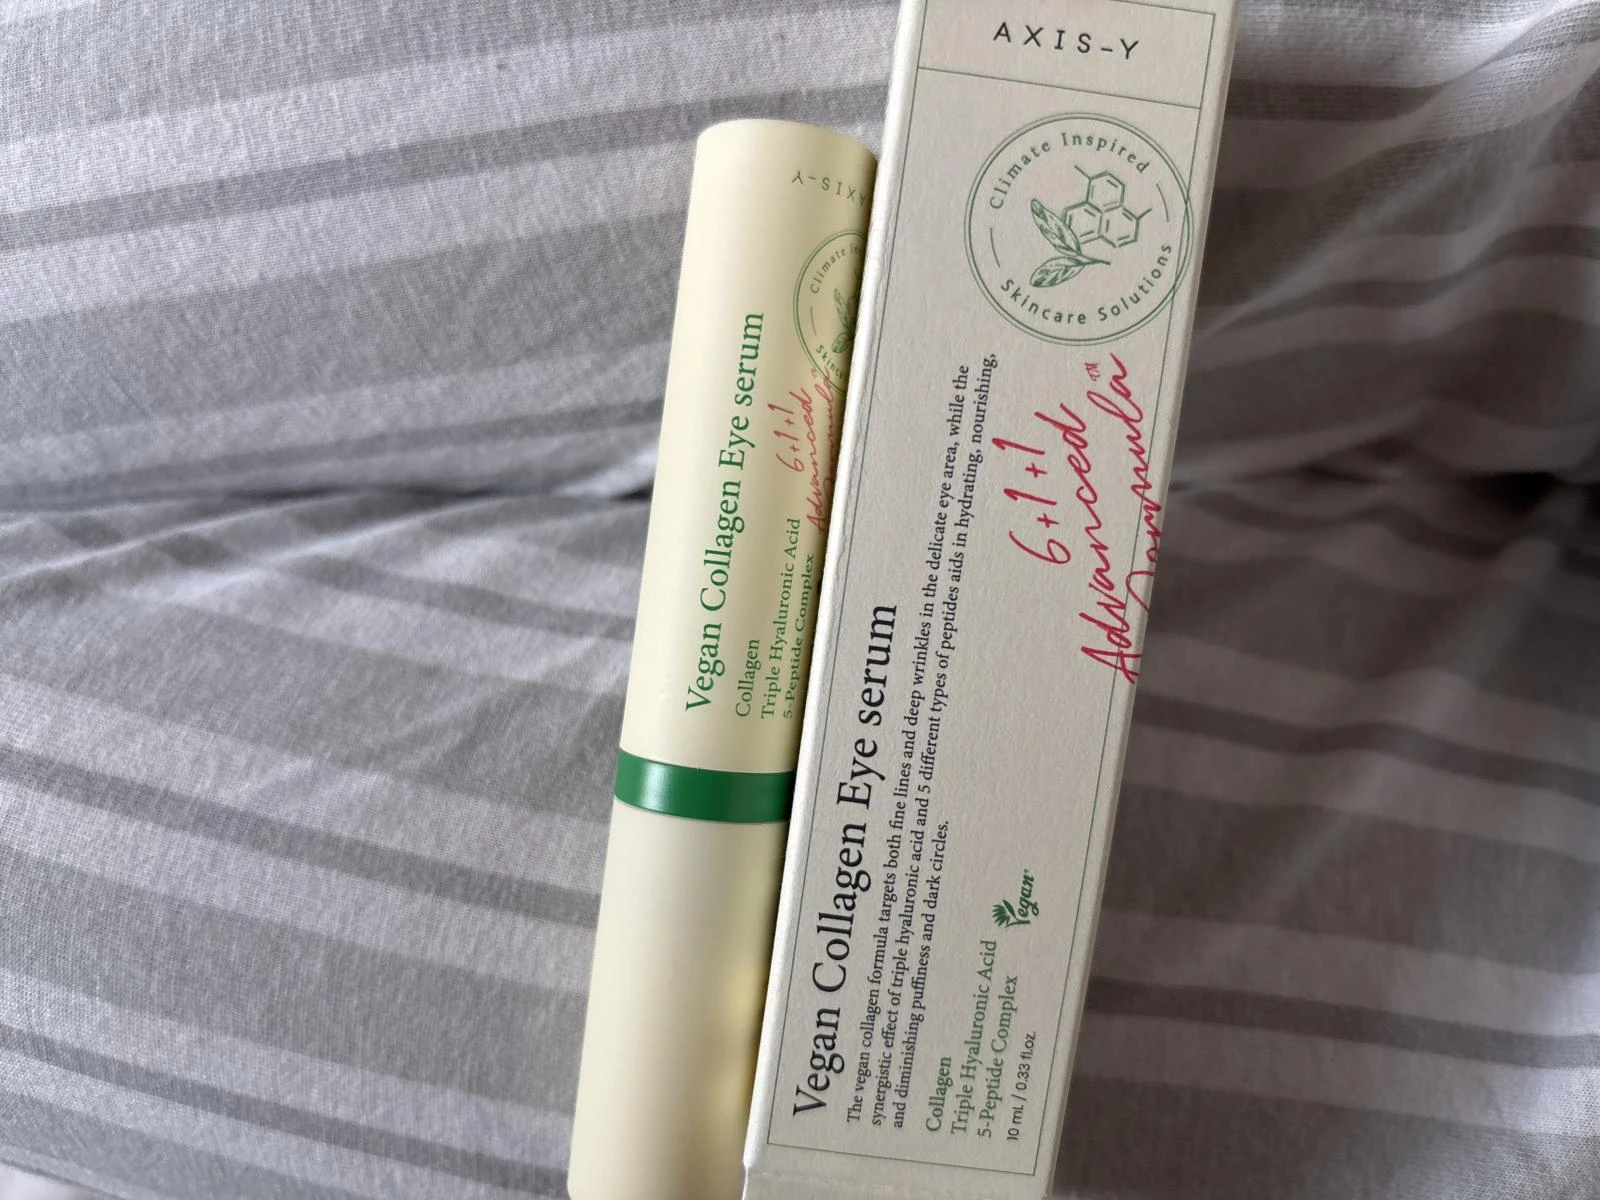 AXIS-Y
Climate Inspired
Skincare Solutions
6+1+1
Advanced
Formula™
Vegan Collagen Eye serum
The vegan collagen formula targets both fine lines and deep wrinkles in the delicate eye area, while the
synergistic effect of triple hyaluronic acid and 5 different types of peptides aids in hydrating, nourishing,
and diminishing puffiness and dark circles.
Collagen
Triple Hyaluronic Acid
5-Peptide Complex
10 mL / 0.33 fl.oz.
Vegan
AXIS-Y
Climate
Vegan Collagen Eye serum
Collagen
Triple Hyaluronic Acid
5-Peptide Complex
6+1+1
Advanced
Formula